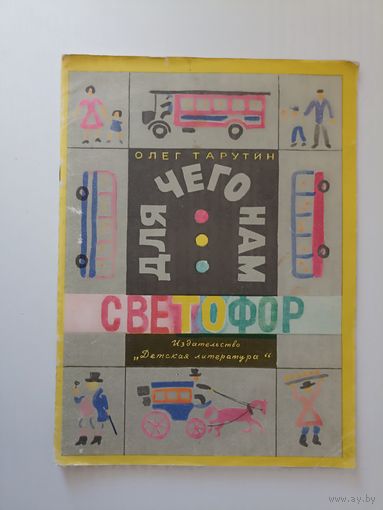 ОЛЕГ ТАРУТИН
ДЛЯ ЧЕГО НАМ
СВЕТОФОР
Издательство
„Детская литература“
www.ay.by